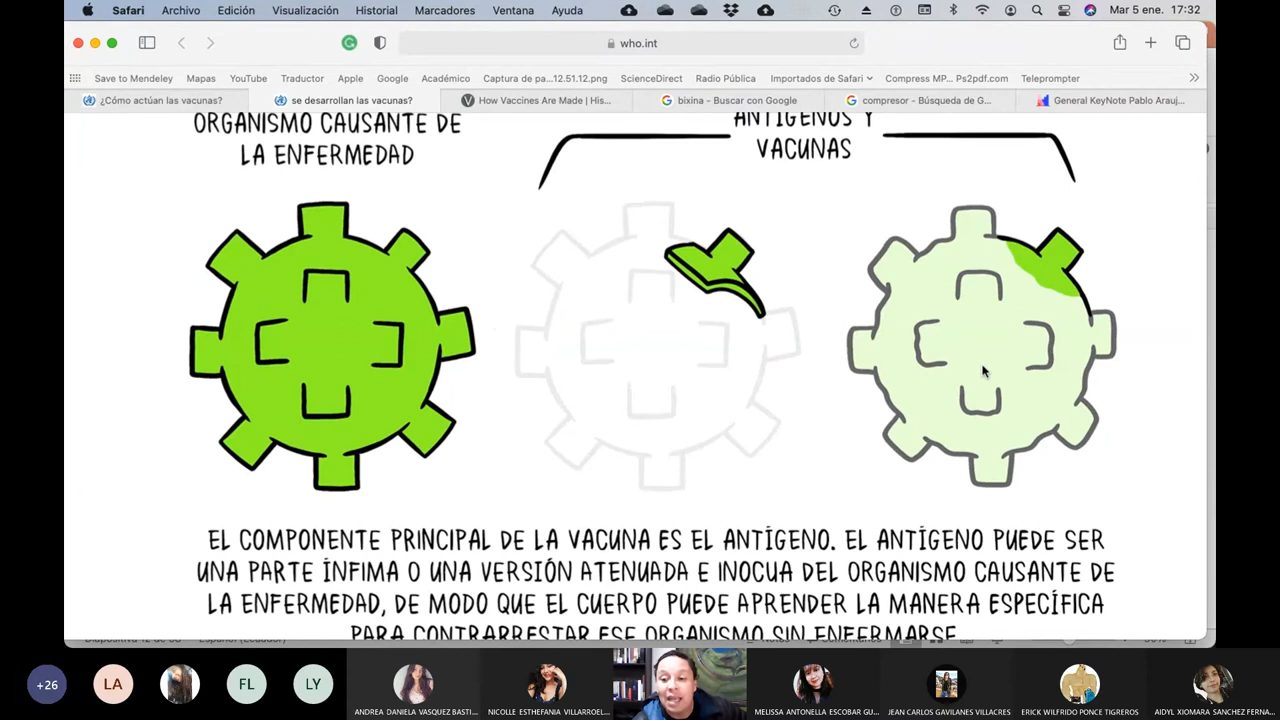 Safari Archivo Edición Visualización Historial Marcadores Ventana Ayuda Mar 5 ene. 17:32
who.int
Save to Mendeley Mapas YouTube Traductor Apple Google Académico Captura de pa...12.51.12.png ScienceDirect Radio Pública Importados de Safari Compress MP... Ps2pdf.com Teleprompter
¿Cómo actúan las vacunas? se desarrollan las vacunas? How Vaccines Are Made | His... bixina - Buscar con Google compresor - Búsqueda de G... General KeyNote Pablo Arauj...
ORGANISMO CAUSANTE DE
LA ENFERMEDAD
ANTÍGENOS Y
VACUNAS
EL COMPONENTE PRINCIPAL DE LA VACUNA ES EL ANTÍGENO. EL ANTÍGENO PUEDE SER
UNA PARTE ÍNFIMA O UNA VERSIÓN ATENUADA E INOCUA DEL ORGANISMO CAUSANTE DE
LA ENFERMEDAD, DE MODO QUE EL CUERPO PUEDE APRENDER LA MANERA ESPECÍFICA
PARA CONTRARRESTAR ESE ORGANISMO SIN ENFERMARSE
+26 LA FL LY
ANDREA DANIELA VASQUEZ BASTI... NICOLLE ESTHEFANIA VILLARROEL... MELISSA ANTONELLA ESCOBAR GU... JEAN CARLOS GAVILANES VILLACRES ERICK WILFRIDO PONCE TIGREROS AIDYL XIOMARA SANCHEZ FERNA...